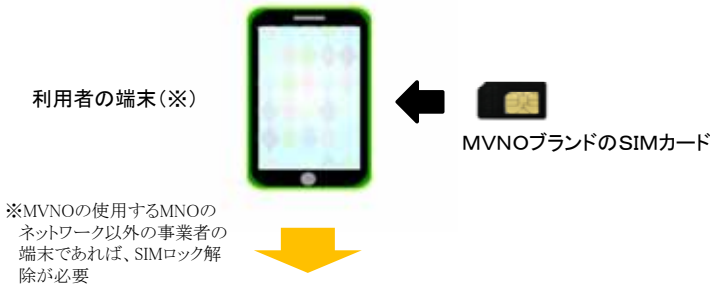 利用者の端末(※)
MVNOブランドのSIMカード
※MVNOの使用するMNOの
ネットワーク以外の事業者の
端末であれば、SIMロック解
除が必要